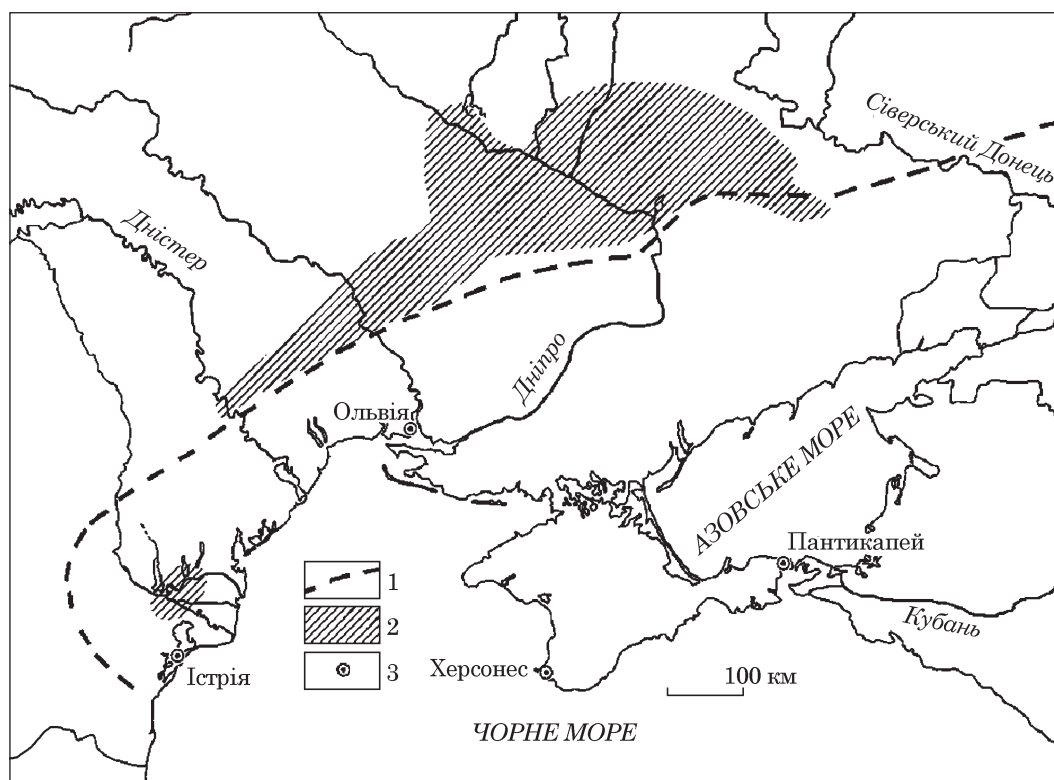 Сіверський Донець
Дністер
Дніпро
Ольвія
АЗОВСЬКЕ МОРЕ
Пантикапей
1
2
3
Істрія
Херсонес
100 км
Кубань
ЧОРНЕ МОРЕ